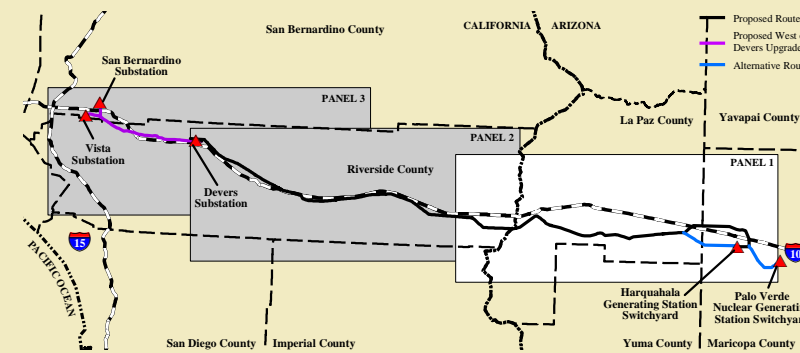 San Bernardino County
CALIFORNIA
ARIZONA
Proposed Route
Proposed West
Devers Upgrade
Alternative Rou
San Bernardino
Substation
PANEL 3
La Paz County
Yavapai County
PANEL 2
Vista
Substation
Riverside County
PANEL 1
Devers
Substation
15
10
PACIFIC OCEAN
Harquahala
Generating Station
Switchyard
Palo Verde
Nuclear Generati
Station Switchyar
San Diego County
Imperial County
Yuma County
Maricopa County